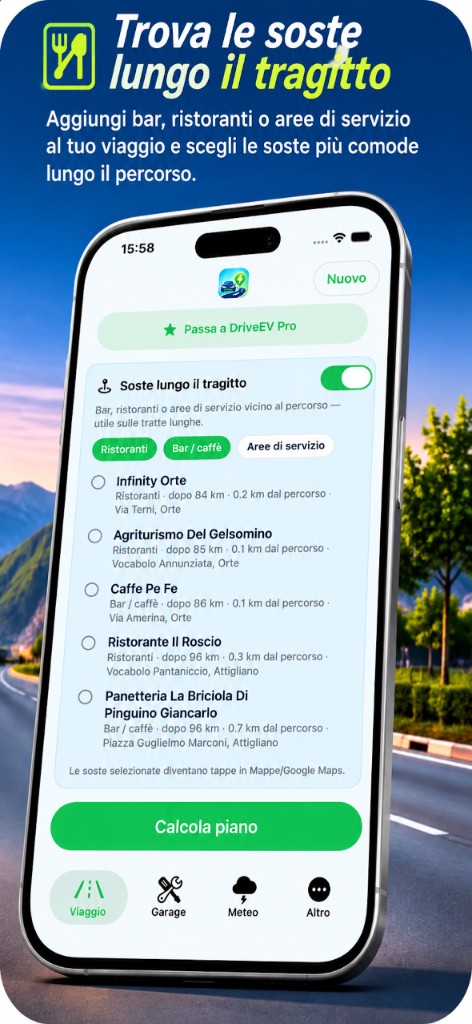 Trova le soste
lungo il tragitto
Aggiungi bar, ristoranti o aree di servizio
al tuo viaggio e scegli le soste più comode
lungo il percorso.
15:58
Nuovo
Passa a DriveEV Pro
Soste lungo il tragitto
Bar, ristoranti o aree di servizio vicino al percorso —
utile sulle tratte lunghe.
Ristoranti
Bar / caffè
Aree di servizio
Infinity Orte
Ristoranti · dopo 84 km · 0.2 km dal percorso ·
Via Terni, Orte
Agriturismo Del Gelsomino
Ristoranti · dopo 85 km · 0.1 km dal percorso ·
Vocabolo Annunziata, Orte
Caffe Pe Fe
Bar / caffè · dopo 86 km · 0.1 km dal percorso ·
Via Amerina, Orte
Ristorante Il Roscio
Ristoranti · dopo 96 km · 0.3 km dal percorso ·
Vocabolo Pantaniccio, Attigliano
Panetteria La Briciola Di
Pinguino Giancarlo
Bar / caffè · dopo 96 km · 0.7 km dal percorso ·
Piazza Guglielmo Marconi, Attigliano
Le soste selezionate diventano tappe in Mappe/Google Maps.
Calcola piano
Viaggio
Garage
Meteo
Altro